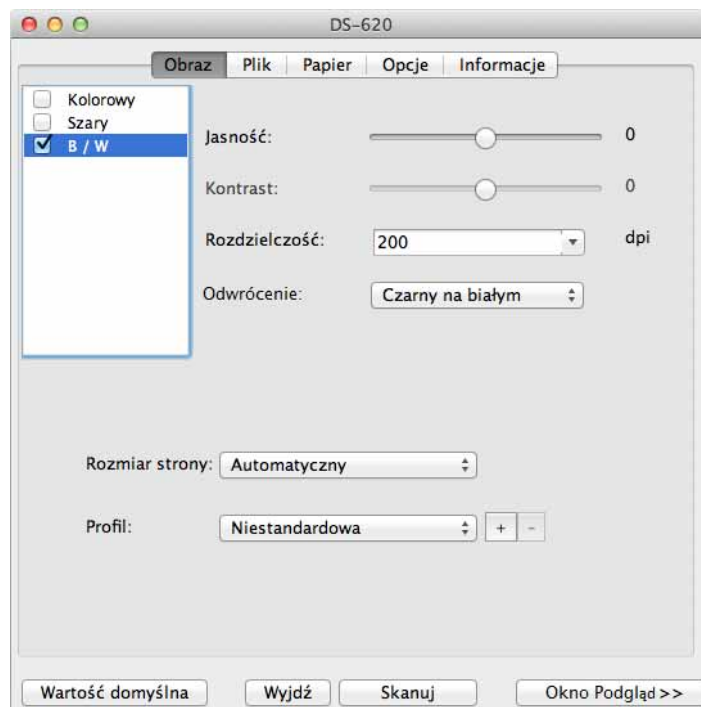 DS-620
Obraz Plik Papier Opcje Informacje
Kolorowy
Szary
B / W
Jasność: 0
Kontrast: 0
Rozdzielczość: 200 dpi
Odwrócenie: Czarny na białym
Rozmiar strony: Automatyczny
Profil: Niestandardowa + -
Wartość domyślna Wyjdź Skanuj Okno Podgląd >>